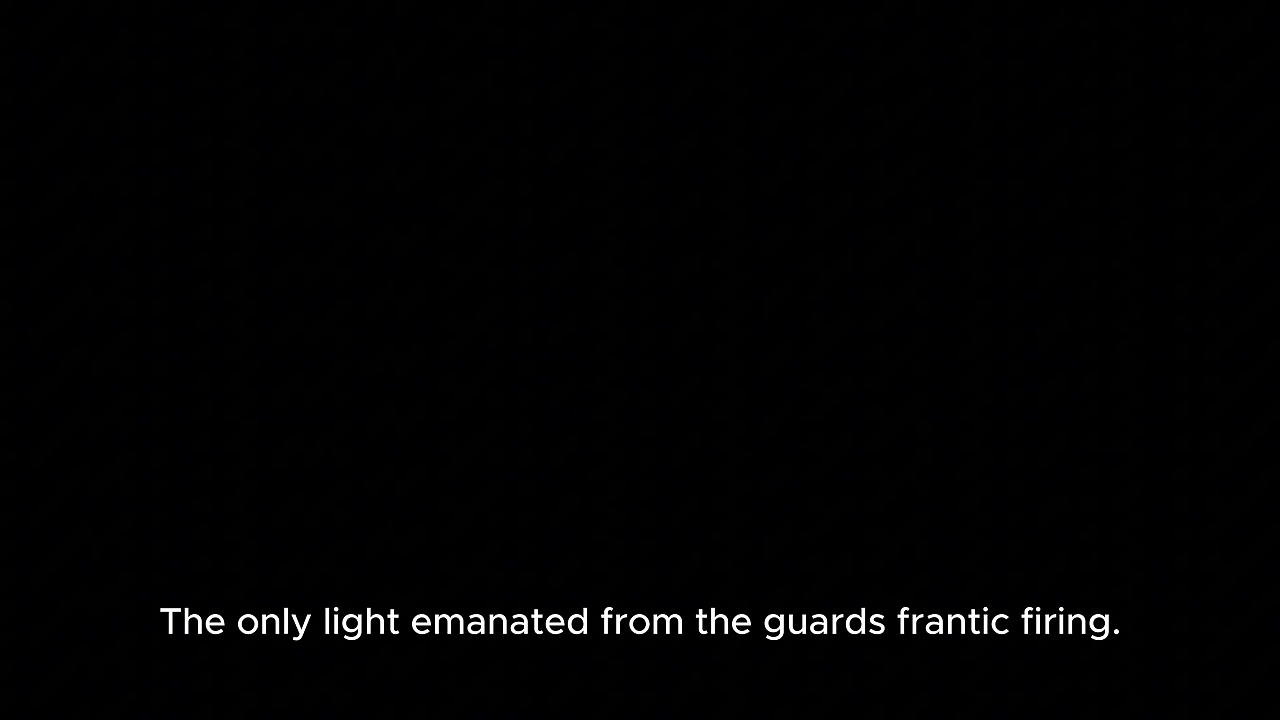 The only light emanated from the guards frantic firing.